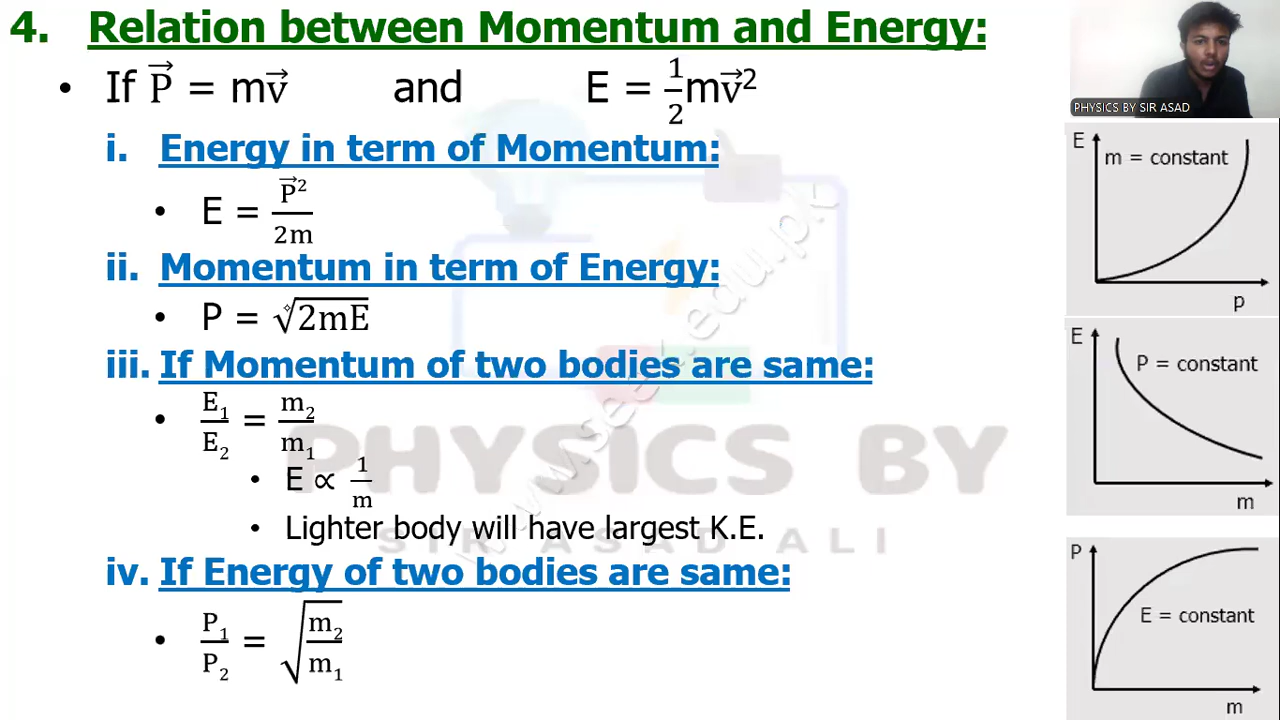 4. Relation between Momentum and Energy:
• If P⃗ = mv⃗ and E = 1/2 mv⃗²
i. Energy in term of Momentum:
• E = P⃗²/2m
ii. Momentum in term of Energy:
• P = √2mE
iii. If Momentum of two bodies are same:
• E₁/E₂ = m₂/m₁
• E ∝ 1/m
• Lighter body will have largest K.E.
iv. If Energy of two bodies are same:
• P₁/P₂ = √m₂/m₁
PHYSICS BY SIR ASAD
E
m = constant
p
E
P = constant
m
P
E = constant
m
PHYSICS BY
SIR ASAD ALI